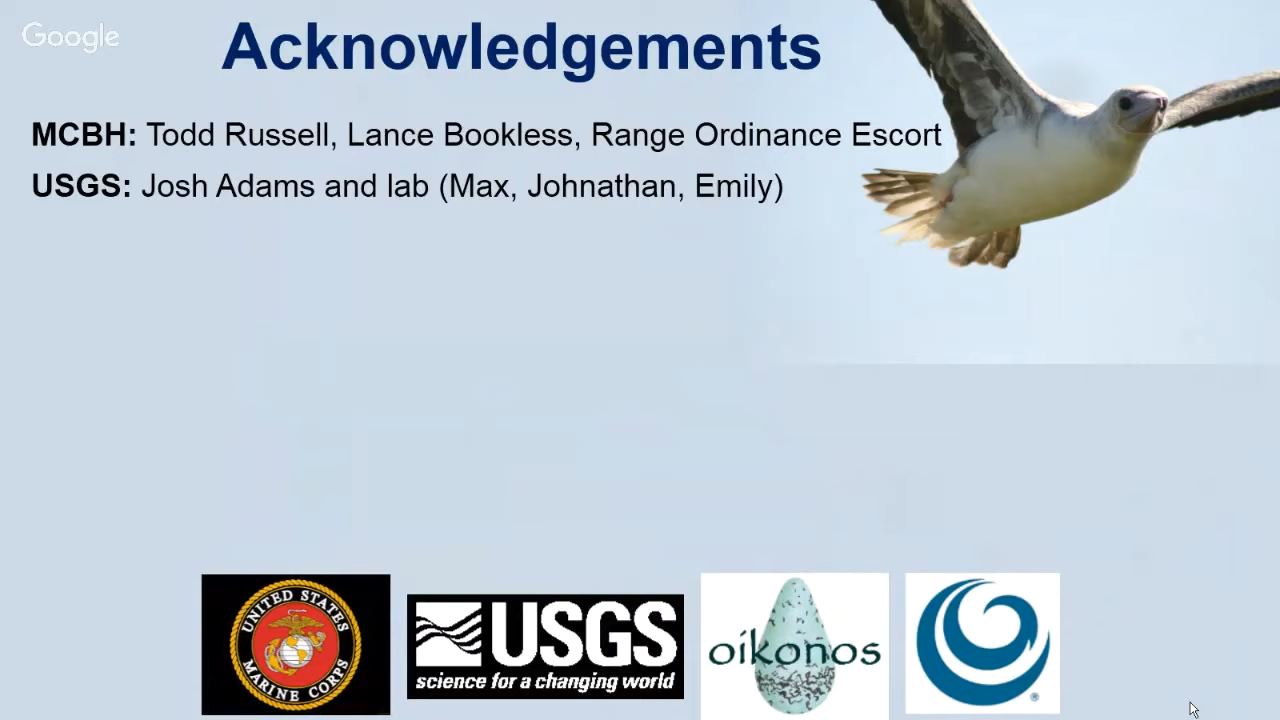 Google
Acknowledgements
MCBH: Todd Russell, Lance Bookless, Range Ordinance Escort
USGS: Josh Adams and lab (Max, Johnathan, Emily)
UNITED STATES
MARINE CORPS
USGS
science for a changing world
oikonos
®